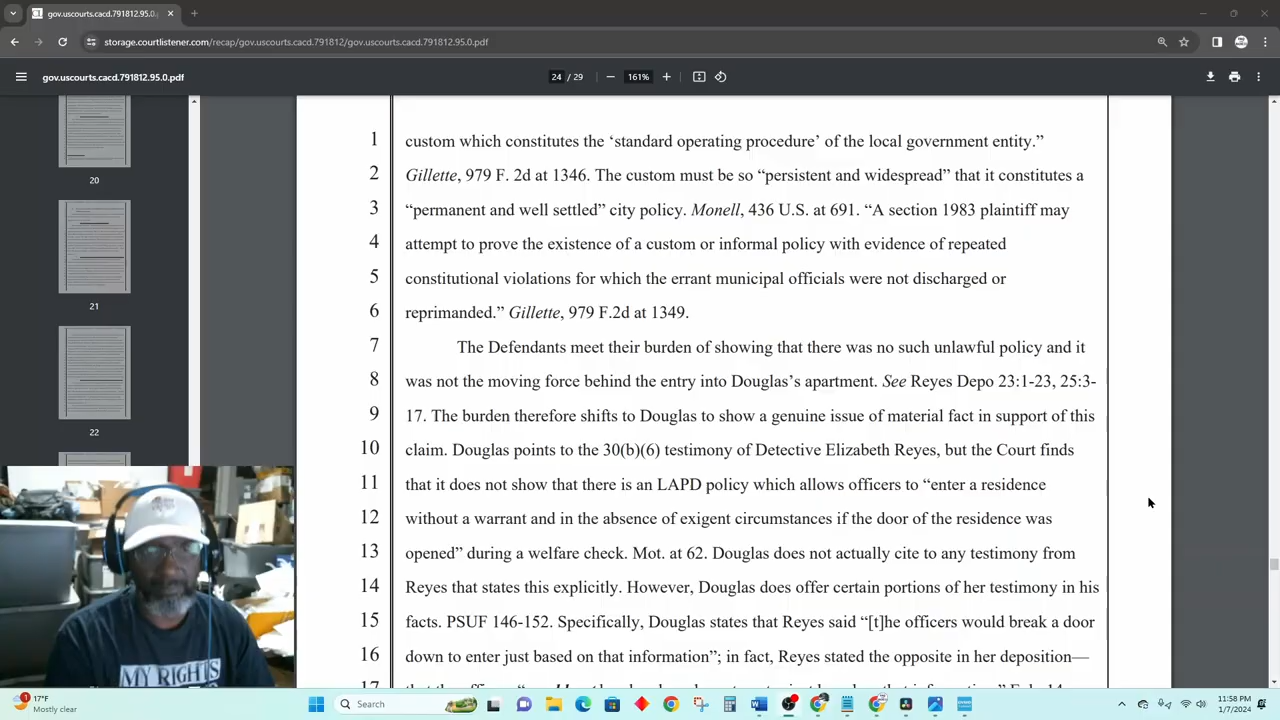 gov.uscourts.cacd.791812.95.0.p
storage.courtlistener.com/recap/gov.uscourts.cacd.791812/gov.uscourts.cacd.791812.95.0.pdf
gov.uscourts.cacd.791812.95.0.pdf
24 / 29
161%
20
21
22
1 custom which constitutes the ‘standard operating procedure’ of the local government entity.”
2 Gillette, 979 F. 2d at 1346. The custom must be so “persistent and widespread” that it constitutes a
3 “permanent and well settled” city policy. Monell, 436 U.S. at 691. “A section 1983 plaintiff may
4 attempt to prove the existence of a custom or informal policy with evidence of repeated
5 constitutional violations for which the errant municipal officials were not discharged or
6 reprimanded.” Gillette, 979 F.2d at 1349.
7 The Defendants meet their burden of showing that there was no such unlawful policy and it
8 was not the moving force behind the entry into Douglas’s apartment. See Reyes Depo 23:1-23, 25:3-
9 17. The burden therefore shifts to Douglas to show a genuine issue of material fact in support of this
10 claim. Douglas points to the 30(b)(6) testimony of Detective Elizabeth Reyes, but the Court finds
11 that it does not show that there is an LAPD policy which allows officers to “enter a residence
12 without a warrant and in the absence of exigent circumstances if the door of the residence was
13 opened” during a welfare check. Mot. at 62. Douglas does not actually cite to any testimony from
14 Reyes that states this explicitly. However, Douglas does offer certain portions of her testimony in his
15 facts. PSUF 146-152. Specifically, Douglas states that Reyes said “[t]he officers would break a door
16 down to enter just based on that information”; in fact, Reyes stated the opposite in her deposition—
MY RIGHTS
17°F
Mostly clear
Search
11:58 PM
1/7/2024